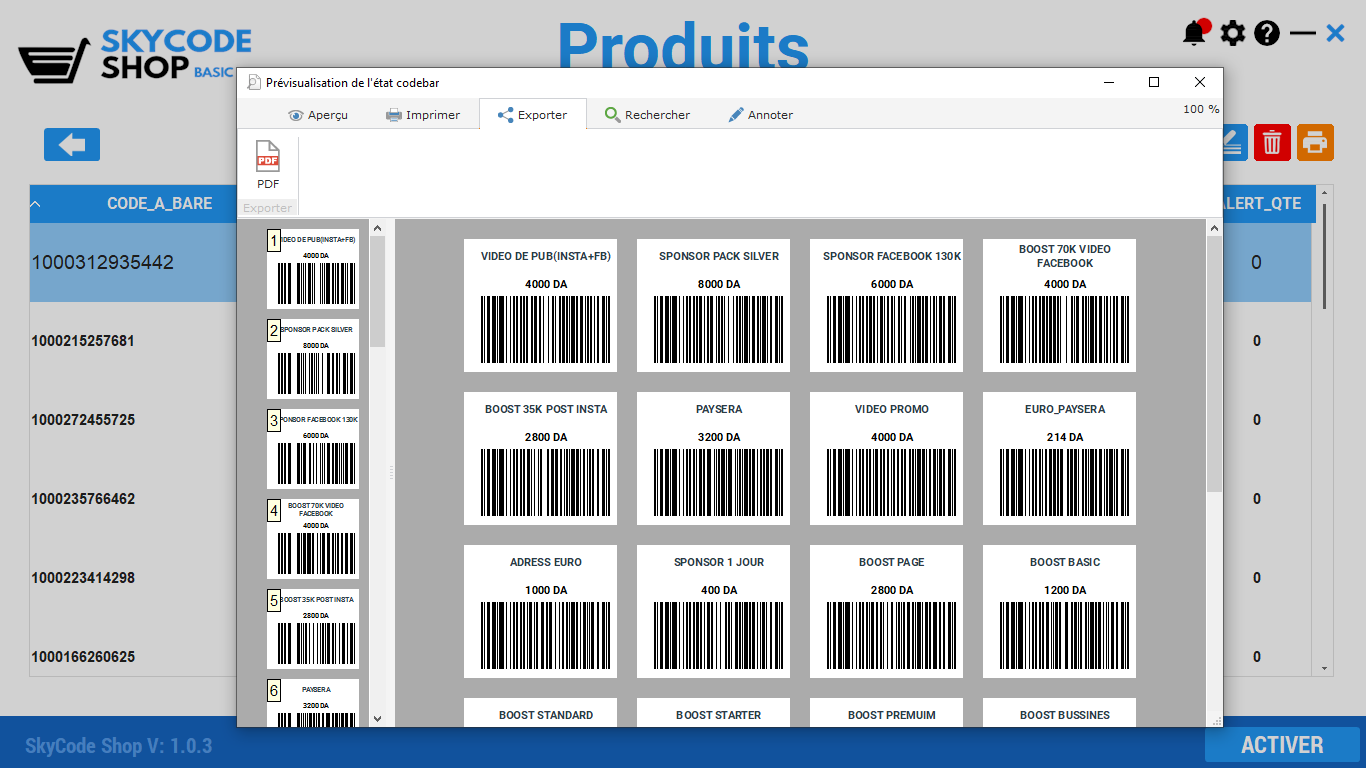 SKYCODE
SHOP BASIC
Produits
Prévisualisation de l'état codebar
Aperçu
Imprimer
Exporter
Rechercher
Annoter
100 %
PDF
PDF
Exporter
CODE_A_BARE
ALERT_QTE
1000312935442
0
1000215257681
0
1000272455725
0
1000235766462
0
1000223414298
0
1000166260625
0
1
VIDEO DE PUB(INSTA+FB)
4000 DA
2
SPONSOR PACK SILVER
8000 DA
3
SPONSOR FACEBOOK 130K
6000 DA
4
BOOST 70K VIDEO
FACEBOOK
4000 DA
5
BOOST 35K POST INSTA
2800 DA
6
PAYSERA
3200 DA
VIDEO DE PUB(INSTA+FB)
4000 DA
SPONSOR PACK SILVER
8000 DA
SPONSOR FACEBOOK 130K
6000 DA
BOOST 70K VIDEO
FACEBOOK
4000 DA
BOOST 35K POST INSTA
2800 DA
PAYSERA
3200 DA
VIDEO PROMO
4000 DA
EURO_PAYSERA
214 DA
ADRESS EURO
1000 DA
SPONSOR 1 JOUR
400 DA
BOOST PAGE
2800 DA
BOOST BASIC
1200 DA
BOOST STANDARD
BOOST STARTER
BOOST PREMUIM
BOOST BUSSINES
SkyCode Shop V: 1.0.3
ACTIVER